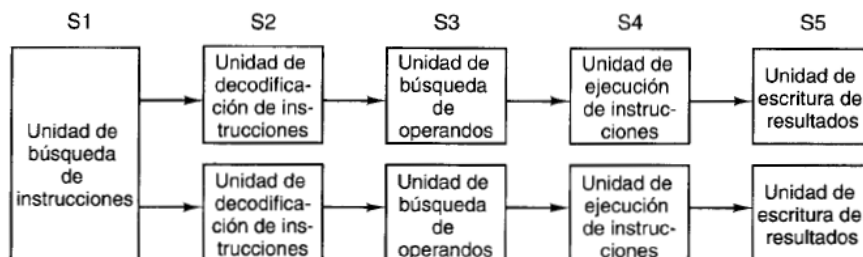 S1
S2
S3
S4
S5
Unidad de
búsqueda
de
instrucciones
Unidad de
decodifica-
ción de ins-
trucciones
Unidad de
búsqueda
de
operandos
Unidad de
ejecución
de instruc-
ciones
Unidad de
escritura de
resultados
Unidad de
decodifica-
ción de ins-
trucciones
Unidad de
búsqueda
de
operandos
Unidad de
ejecución
de instruc-
ciones
Unidad de
escritura de
resultados